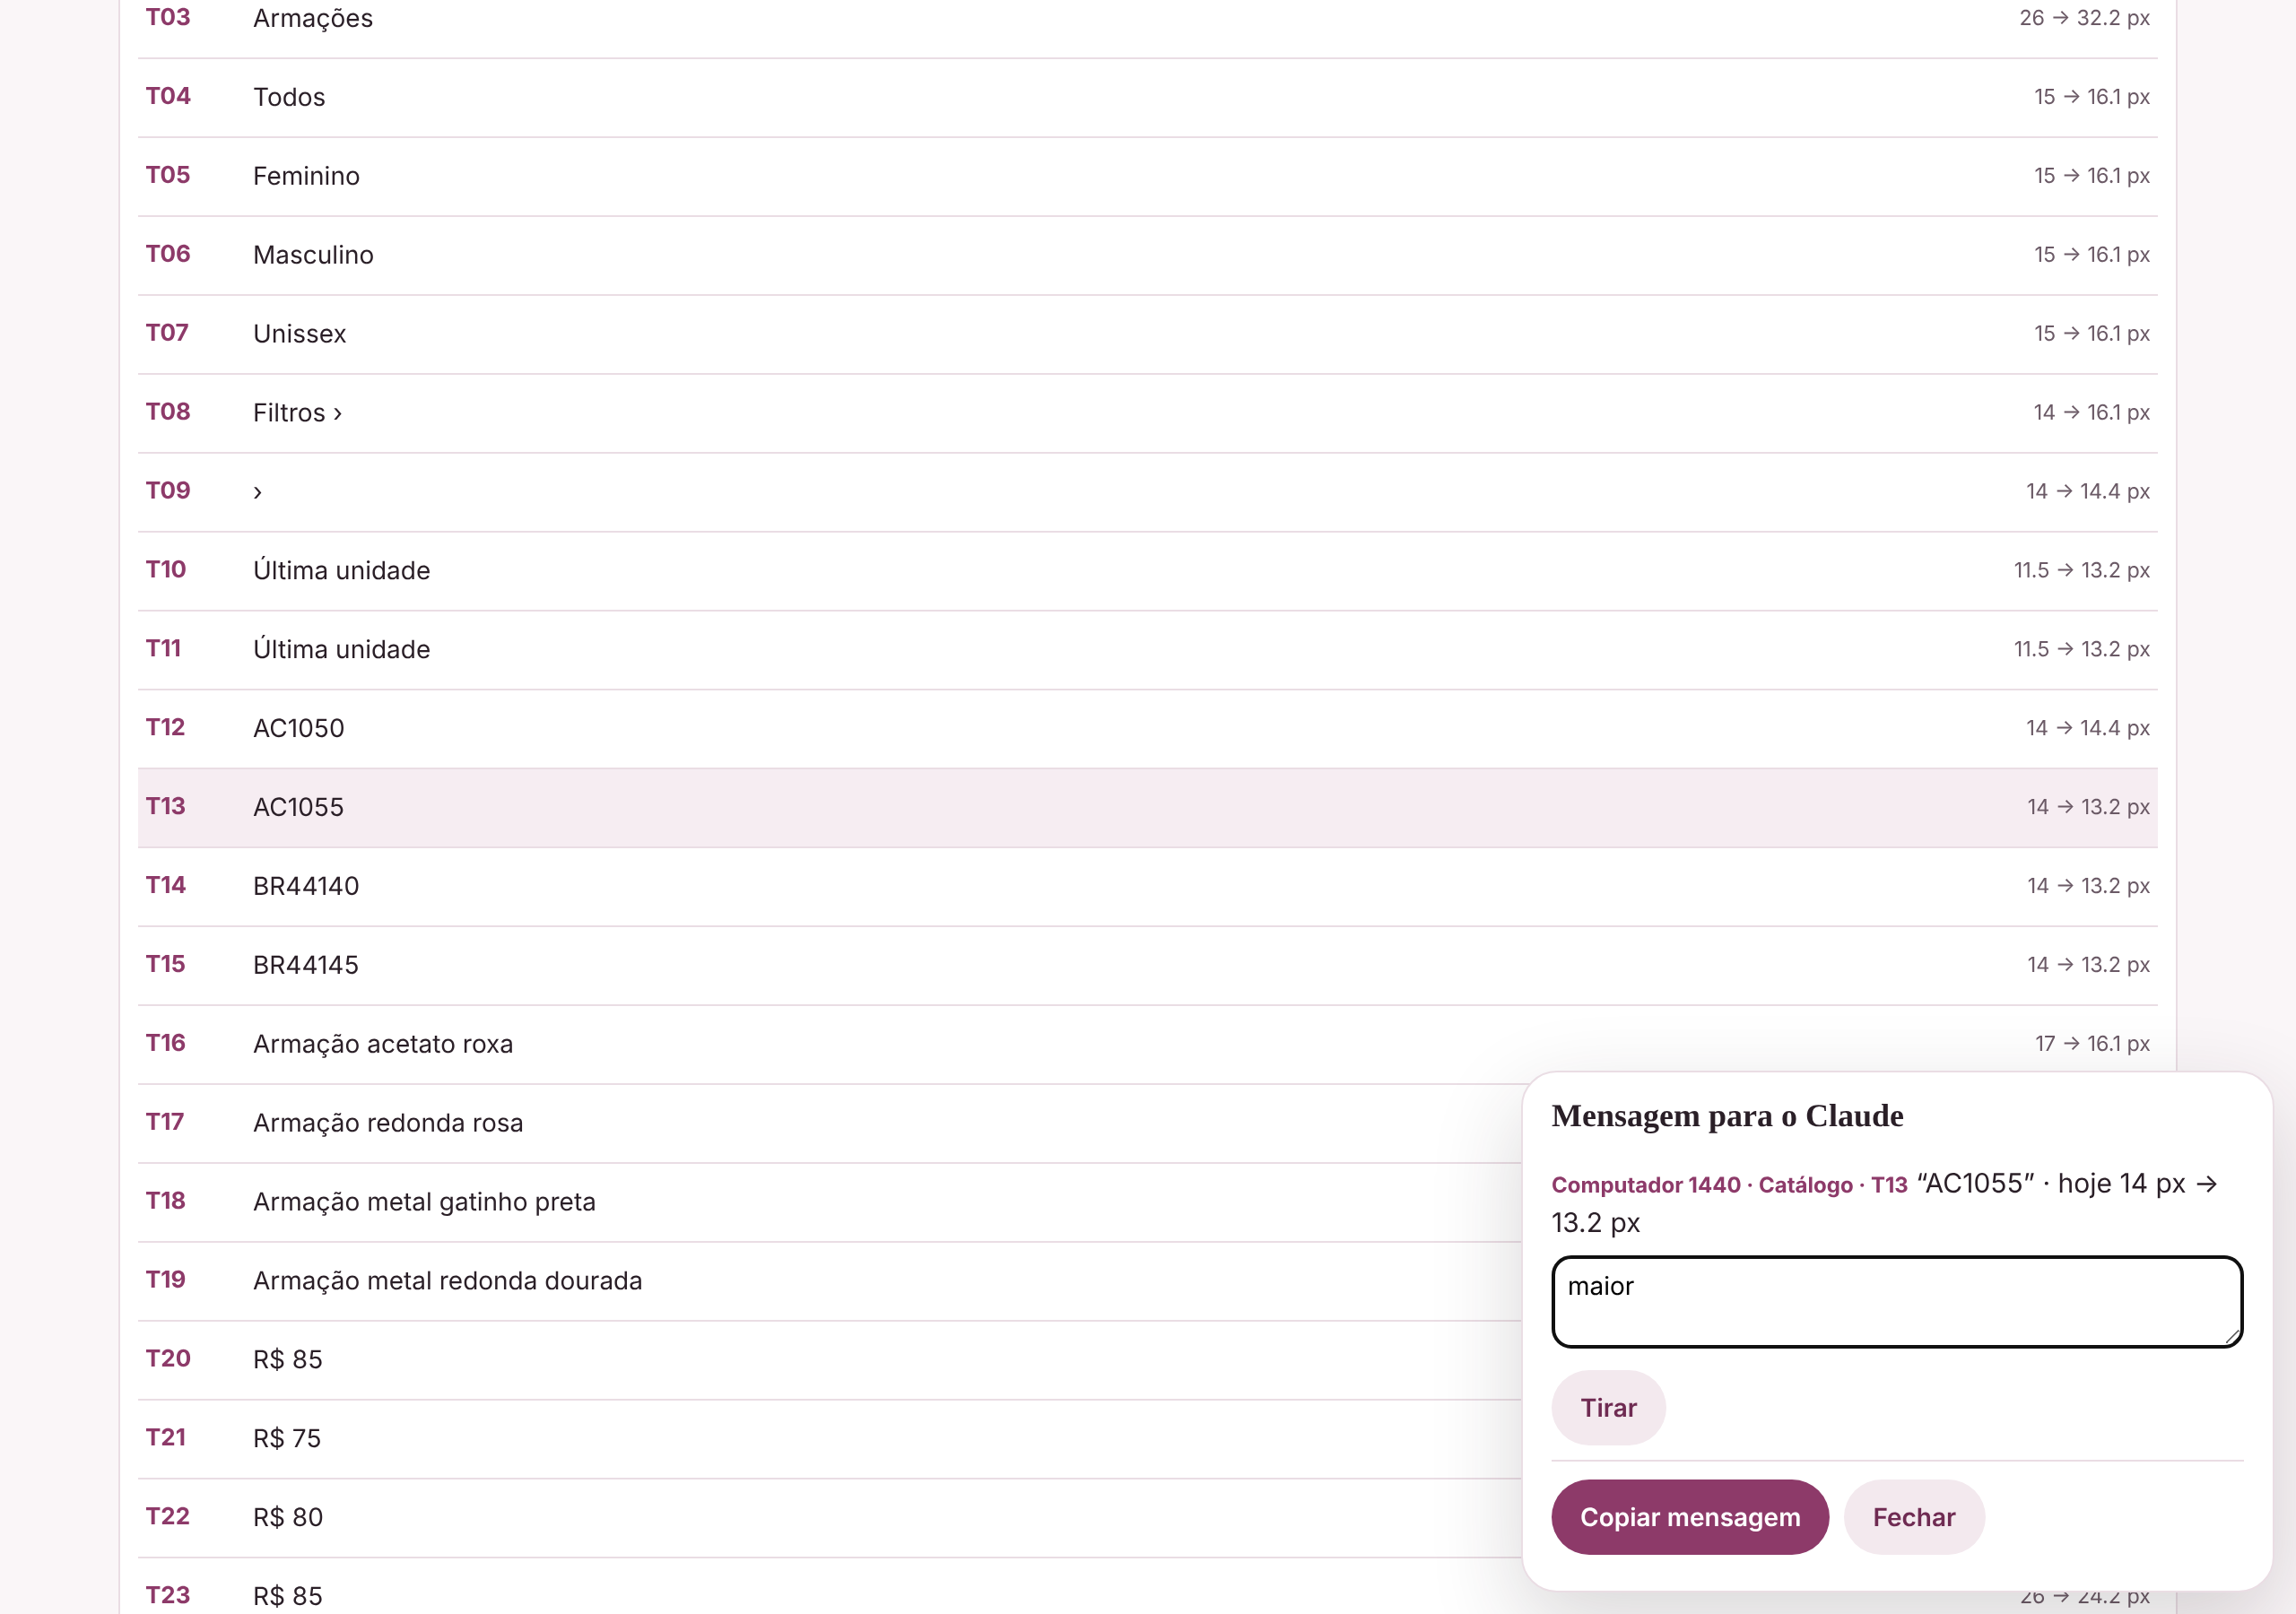 T03 Armações 26 → 32.2 px
T04 Todos 15 → 16.1 px
T05 Feminino 15 → 16.1 px
T06 Masculino 15 → 16.1 px
T07 Unissex 15 → 16.1 px
T08 Filtros › 14 → 16.1 px
T09 › 14 → 14.4 px
T10 Última unidade 11.5 → 13.2 px
T11 Última unidade 11.5 → 13.2 px
T12 AC1050 14 → 14.4 px
T13 AC1055 14 → 13.2 px
T14 BR44140 14 → 13.2 px
T15 BR44145 14 → 13.2 px
T16 Armação acetato roxa 17 → 16.1 px
T17 Armação redonda rosa
T18 Armação metal gatinho preta
T19 Armação metal redonda dourada
T20 R$ 85
T21 R$ 75
T22 R$ 80
T23 R$ 85 26 → 24.2 px
Mensagem para o Claude
Computador 1440 · Catálogo · T13 “AC1055” · hoje 14 px →
13.2 px
maior
Tirar
Copiar mensagem Fechar